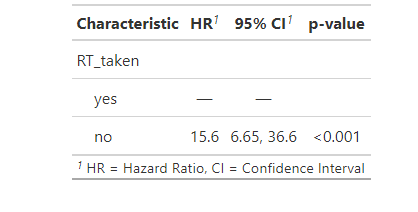 Characteristic HR¹ 95% CI¹ p-value
RT_taken
yes — —
no 15.6 6.65, 36.6 <0.001
¹ HR = Hazard Ratio, CI = Confidence Interval